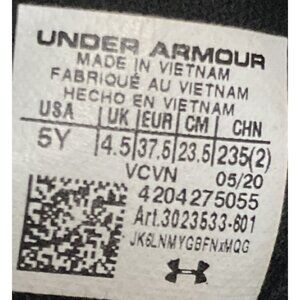 UNDER ARMOUR
MADE IN VIETNAM
FABRIQUÉ AU VIETNAM
HECHO EN VIETNAM
USA UK EUR CM CHN
5Y 4.5 37.5 23.5 235(2)
VCVN 05/20
4204275055
Art.3023533-601
JK6LNMYGBFNxMQG